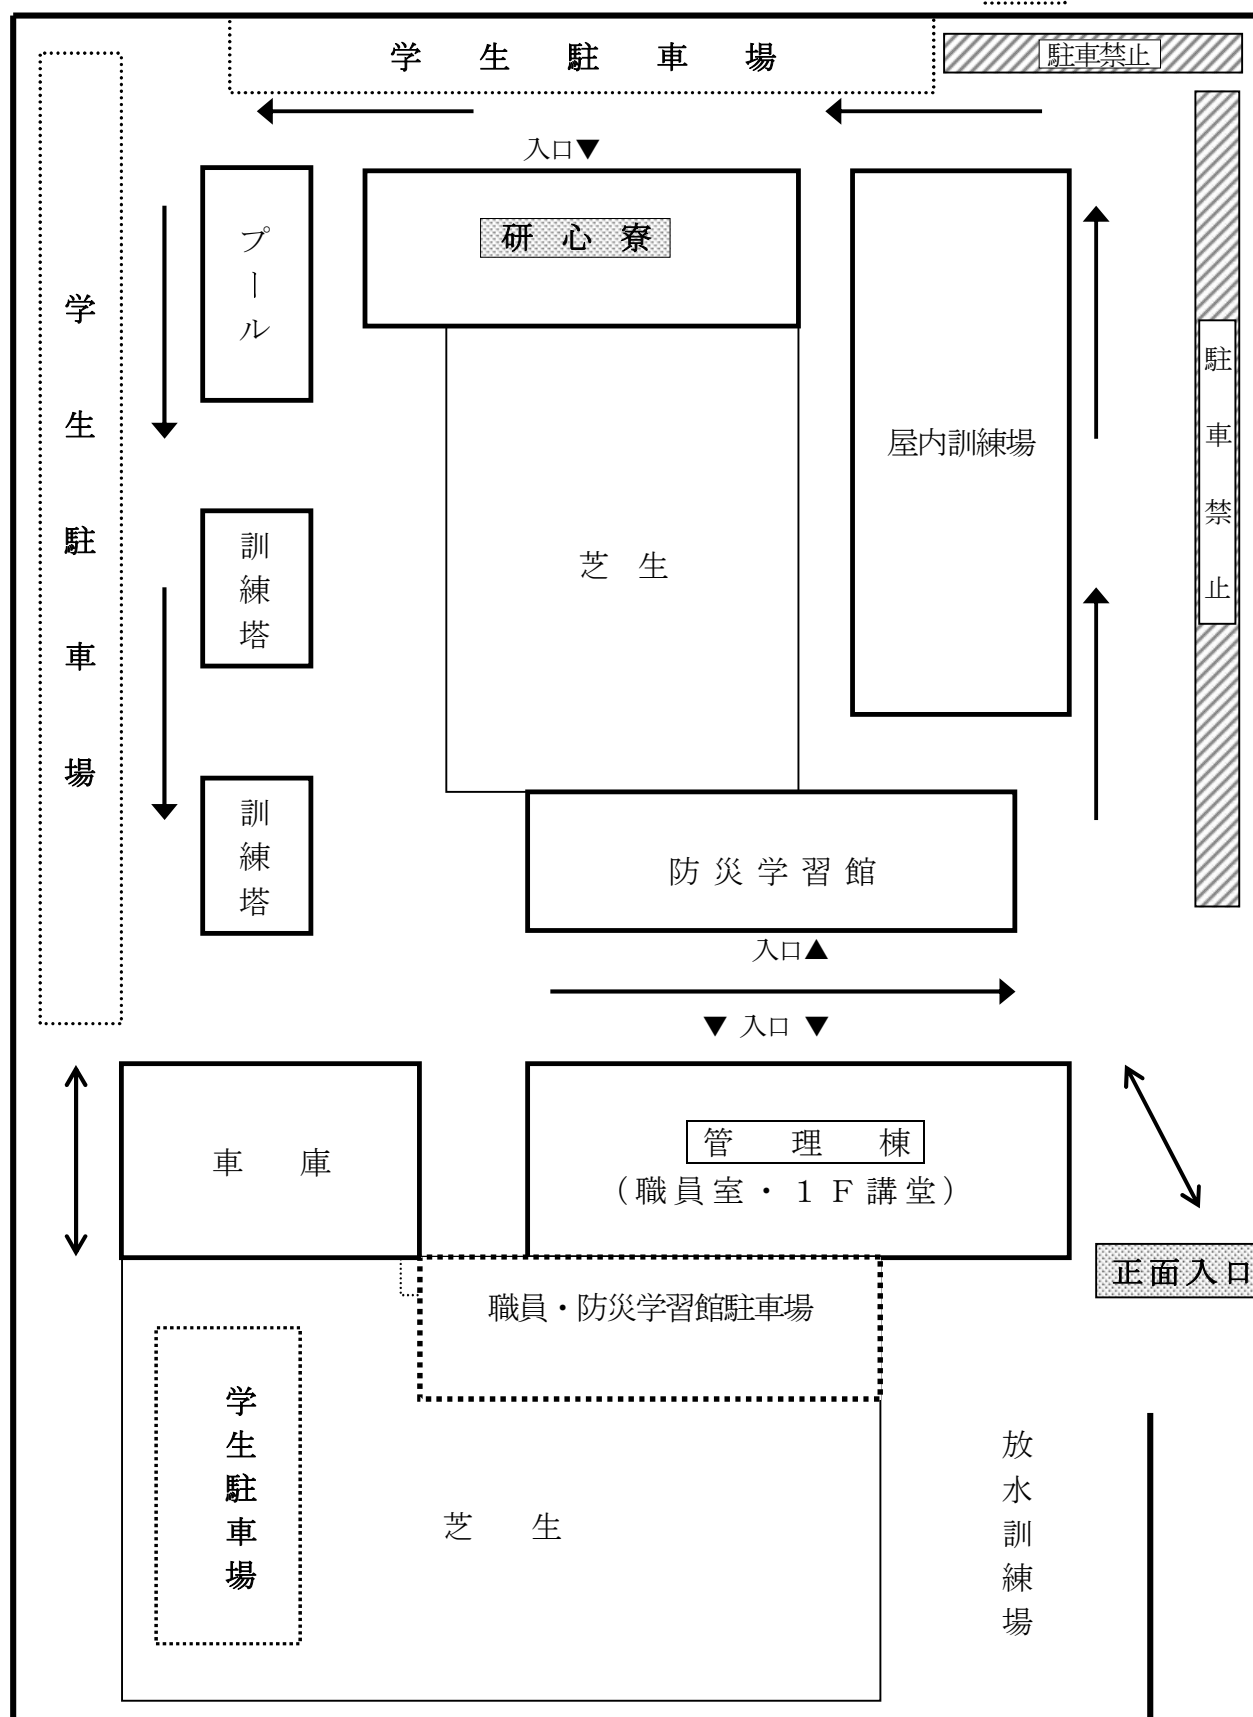 学生駐車場
駐車禁止
入口▼
研心寮
プール
学生駐車場
駐車禁止
屋内訓練場
訓練塔
芝生
訓練塔
防災学習館
入口▲
▼ 入口 ▼
車庫
管理棟
(職員室・1F講堂)
正面入口
職員・防災学習館駐車場
学生駐車場
芝生
放水訓練場